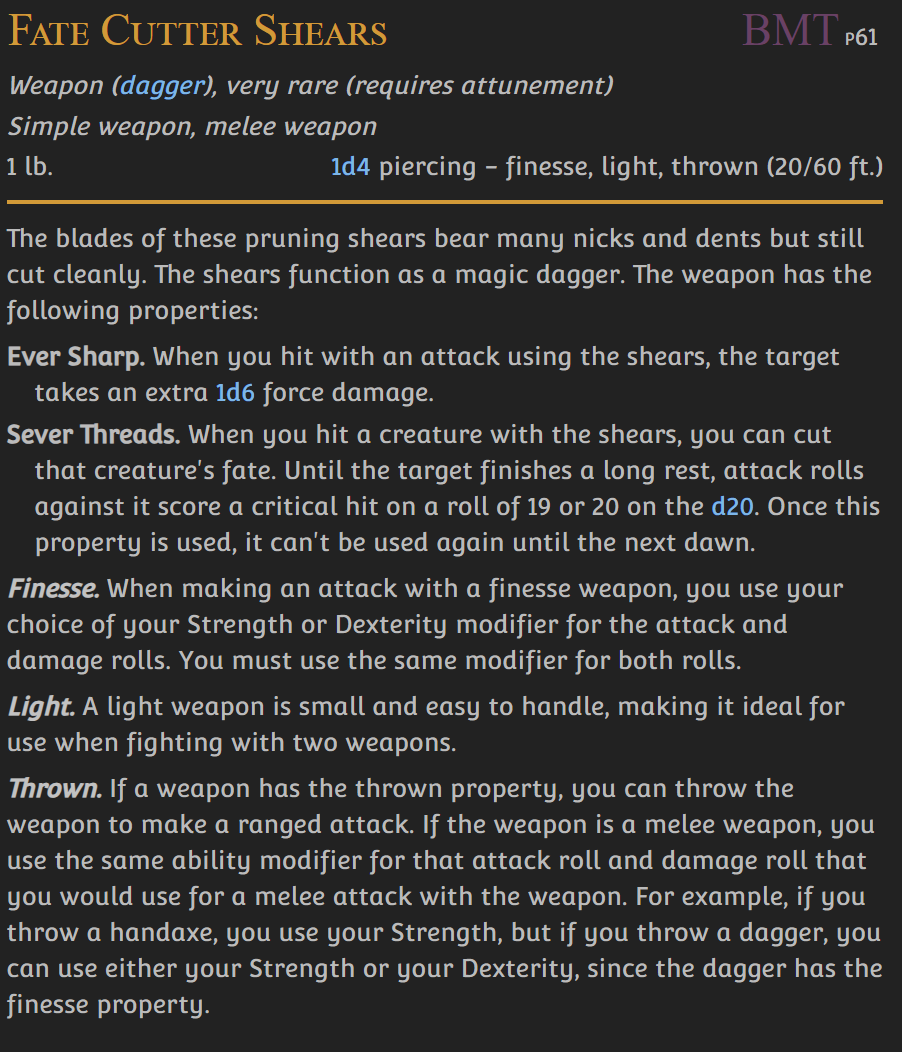 Fate Cutter Shears BMT p61
Weapon (dagger), very rare (requires attunement)
Simple weapon, melee weapon
1 lb. 1d4 piercing – finesse, light, thrown (20/60 ft.)
The blades of these pruning shears bear many nicks and dents but still
cut cleanly. The shears function as a magic dagger. The weapon has the
following properties:
Ever Sharp. When you hit with an attack using the shears, the target
takes an extra 1d6 force damage.
Sever Threads. When you hit a creature with the shears, you can cut
that creature's fate. Until the target finishes a long rest, attack rolls
against it score a critical hit on a roll of 19 or 20 on the d20. Once this
property is used, it can't be used again until the next dawn.
Finesse. When making an attack with a finesse weapon, you use your
choice of your Strength or Dexterity modifier for the attack and
damage rolls. You must use the same modifier for both rolls.
Light. A light weapon is small and easy to handle, making it ideal for
use when fighting with two weapons.
Thrown. If a weapon has the thrown property, you can throw the
weapon to make a ranged attack. If the weapon is a melee weapon, you
use the same ability modifier for that attack roll and damage roll that
you would use for a melee attack with the weapon. For example, if you
throw a handaxe, you use your Strength, but if you throw a dagger, you
can use either your Strength or your Dexterity, since the dagger has the
finesse property.